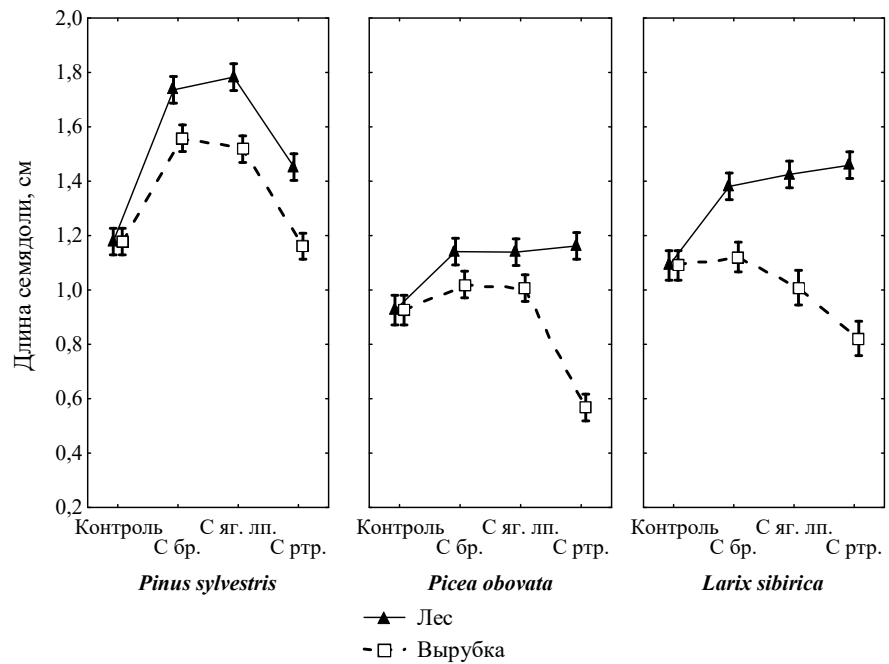 Длина семядоли, см
2,0
1,8
1,6
1,4
1,2
1,0
0,8
0,6
0,4
0,2
Контроль С яг. лп. Контроль С яг. лп. Контроль С яг. лп.
С бр. С ртр. С бр. С ртр. С бр. С ртр.
Pinus sylvestris Picea obovata Larix sibirica
Лес
Вырубка